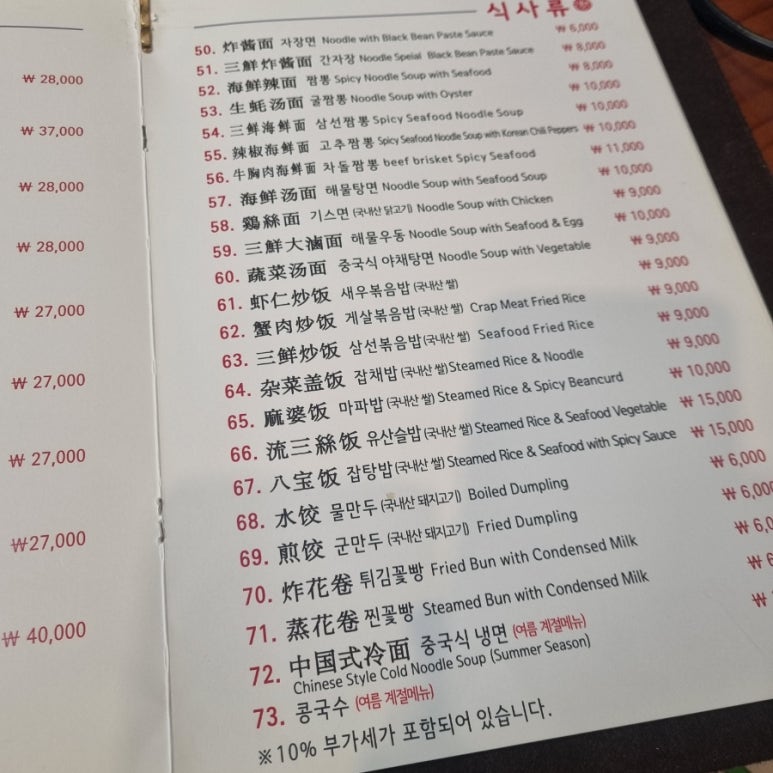 ₩ 28,000
₩ 37,000
₩ 28,000
₩ 28,000
₩ 27,000
₩ 27,000
₩ 27,000
₩27,000
₩ 40,000
식사류
50. 炸酱面 자장면 Noodle with Black Bean Paste Sauce ₩ 6,000
51. 三鲜炸酱面 간자장 Noodle Speial Black Bean Paste Sauce ₩ 8,000
52. 海鲜辣面 짬뽕 Spicy Noodle Soup with Seafood ₩ 8,000
53. 生蚝汤面 굴짬뽕 Noodle Soup with Oyster ₩ 10,000
54. 三鲜海鲜面 삼선짬뽕 Spicy Seafood Noodle Soup ₩ 10,000
55. 辣椒海鲜面 고추짬뽕 Spicy Seafood Noodle Soup with Korean Chili Peppers ₩ 10,000
56. 牛胸肉海鲜面 차돌짬뽕 beef brisket Spicy Seafood ₩ 11,000
57. 海鲜汤面 해물탕면 Noodle Soup with Seafood Soup ₩ 10,000
58. 鷄絲面 기스면 (국내산 닭고기) Noodle Soup with Chicken ₩ 9,000
59. 三鮮大滷面 해물우동 Noodle Soup with Seafood & Egg ₩ 10,000
60. 蔬菜汤面 중국식 야채탕면 Noodle Soup with Vegetable ₩ 9,000
61. 虾仁炒饭 새우볶음밥 (국내산 쌀) ₩ 9,000
62. 蟹肉炒饭 게살볶음밥 (국내산 쌀) Crap Meat Fried Rice ₩ 9,000
63. 三鲜炒饭 삼선볶음밥 (국내산 쌀) Seafood Fried Rice ₩ 9,000
64. 杂菜盖饭 잡채밥 (국내산 쌀) Steamed Rice & Noodle ₩ 9,000
65. 麻婆饭 마파밥 (국내산 쌀) Steamed Rice & Spicy Beancurd ₩ 10,000
66. 流三絲饭 유산슬밥 (국내산 쌀) Steamed Rice & Seafood Vegetable ₩ 15,000
67. 八宝饭 잡탕밥 (국내산 쌀) Steamed Rice & Seafood with Spicy Sauce ₩ 15,000
68. 水饺 물만두 (국내산 돼지고기) Boiled Dumpling ₩ 6,000
69. 煎饺 군만두 (국내산 돼지고기) Fried Dumpling ₩ 6,000
70. 炸花卷 튀김꽃빵 Fried Bun with Condensed Milk ₩ 6,0
71. 蒸花卷 찐꽃빵 Steamed Bun with Condensed Milk ₩ 6
72. 中国式冷面 중국식 냉면 (여름 계절메뉴) ₩
Chinese Style Cold Noodle Soup (Summer Season)
73. 콩국수 (여름 계절메뉴)
※10% 부가세가 포함되어 있습니다.